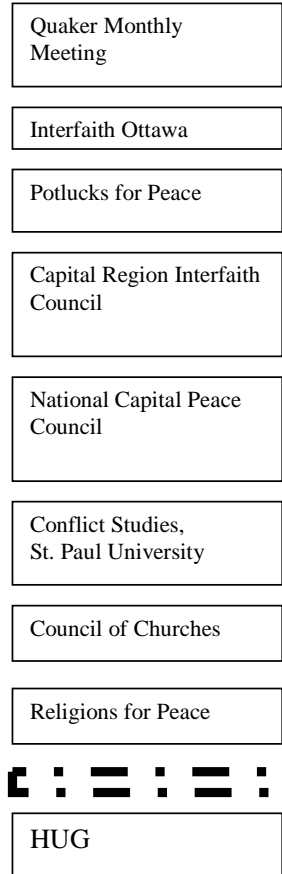 Quaker Monthly
Meeting
Interfaith Ottawa
Potlucks for Peace
Capital Region Interfaith
Council
National Capital Peace
Council
Conflict Studies,
St. Paul University
Council of Churches
Religions for Peace
HUG